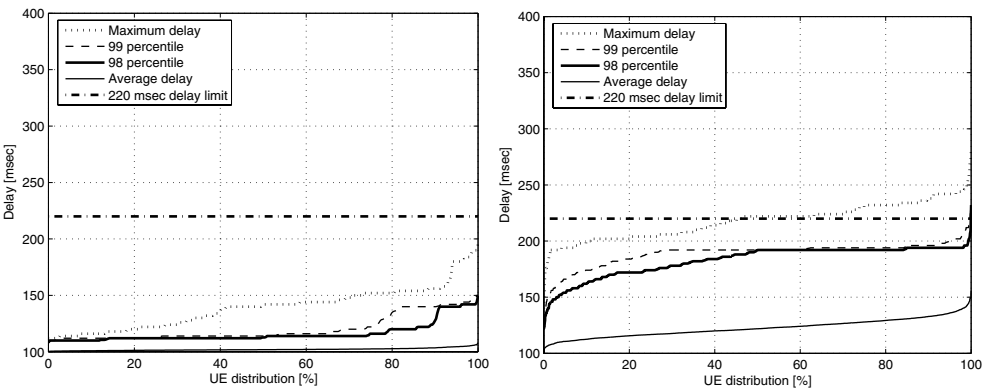 400
350
300
250
200
150
100
Delay [msec]
Maximum delay
99 percentile
98 percentile
Average delay
220 msec delay limit
0
20
40
60
80
100
UE distribution [%]
400
350
300
250
200
150
100
Delay [msec]
Maximum delay
99 percentile
98 percentile
Average delay
220 msec delay limit
0
20
40
60
80
100
UE distribution [%]